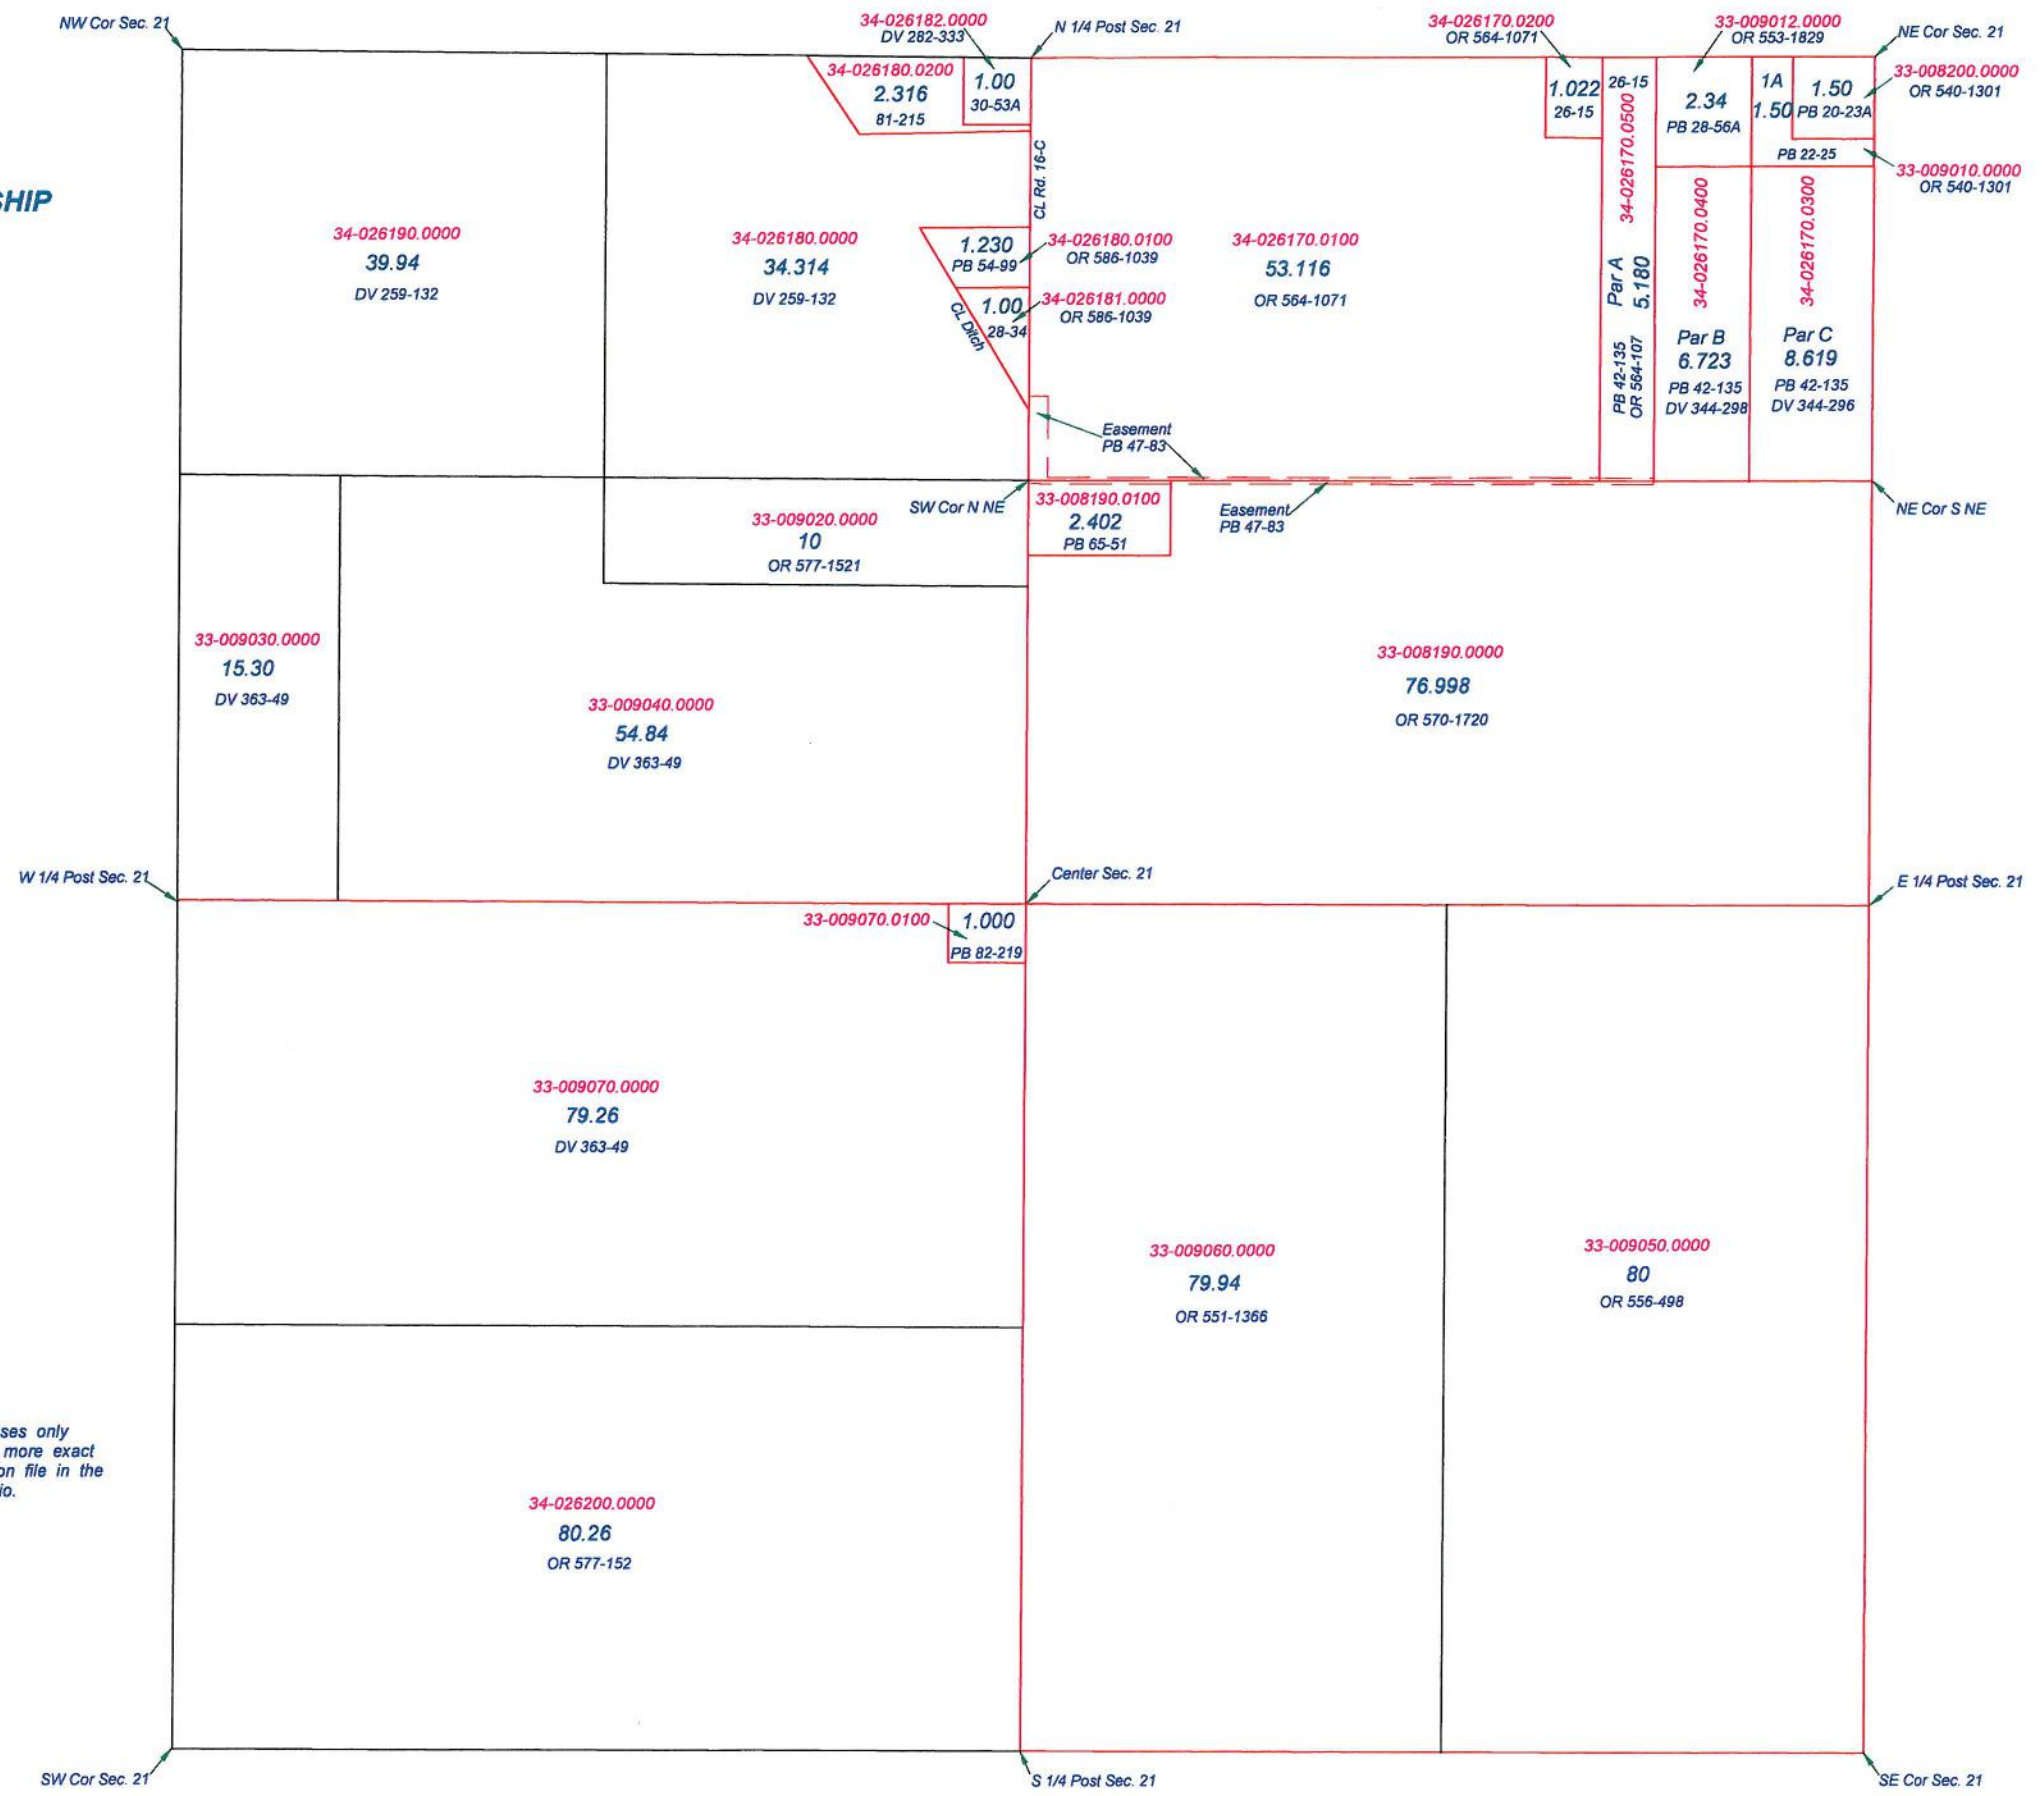 NW Cor Sec. 21
34-026182.0000
DV 282-333
N 1/4 Post Sec. 21
34-026170.0200
OR 564-1071
33-009012.0000
OR 553-1829
NE Cor Sec. 21
34-026180.0200
2.316
81-215
1.00
30-53A
1.022
26-15
26-15
34-026170.0500
Par A
5.180
PB 42-135
OR 564-107
2.34
PB 28-56A
1A
1.50
1.50
PB 20-23A
33-008200.0000
OR 540-1301
PB 22-25
33-009010.0000
OR 540-1301
SHIP
CL Rd. 16-C
34-026190.0000
39.94
DV 259-132
34-026180.0000
34.314
DV 259-132
1.230
PB 54-99
34-026180.0100
OR 586-1039
1.00
28-34
34-026181.0000
OR 586-1039
CL Ditch
34-026170.0100
53.116
OR 564-1071
34-026170.0400
Par B
6.723
PB 42-135
DV 344-298
34-026170.0300
Par C
8.619
PB 42-135
DV 344-296
Easement
PB 47-83
SW Cor N NE
33-008190.0100
2.402
PB 65-51
Easement
PB 47-83
NE Cor S NE
33-009020.0000
10
OR 577-1521
33-009030.0000
15.30
DV 363-49
33-009040.0000
54.84
DV 363-49
33-008190.0000
76.998
OR 570-1720
W 1/4 Post Sec. 21
Center Sec. 21
E 1/4 Post Sec. 21
33-009070.0100
1.000
PB 82-219
33-009070.0000
79.26
DV 363-49
33-009060.0000
79.94
OR 551-1366
33-009050.0000
80
OR 556-498
ses only
more exact
on file in the
io.
34-026200.0000
80.26
OR 577-152
SW Cor Sec. 21
S 1/4 Post Sec. 21
SE Cor Sec. 21